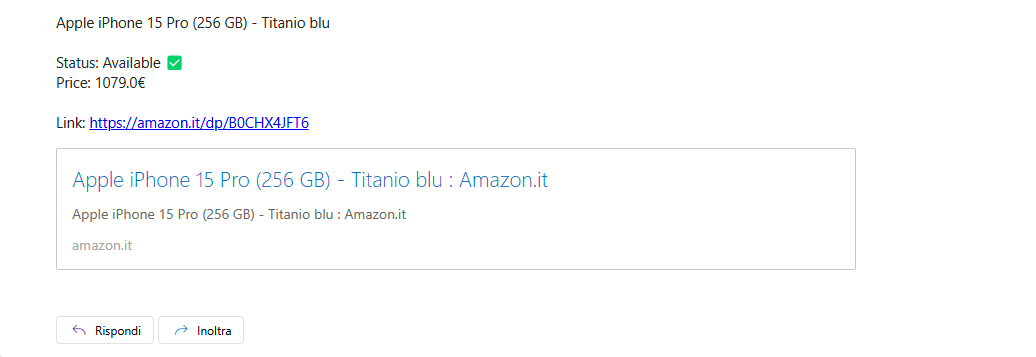 Apple iPhone 15 Pro (256 GB) - Titanio blu
Status: Available ✅
Price: 1079.0€
Link: https://amazon.it/dp/B0CHX4JFT6
Apple iPhone 15 Pro (256 GB) - Titanio blu : Amazon.it
Apple iPhone 15 Pro (256 GB) - Titanio blu : Amazon.it
amazon.it
Rispondi
Inoltra